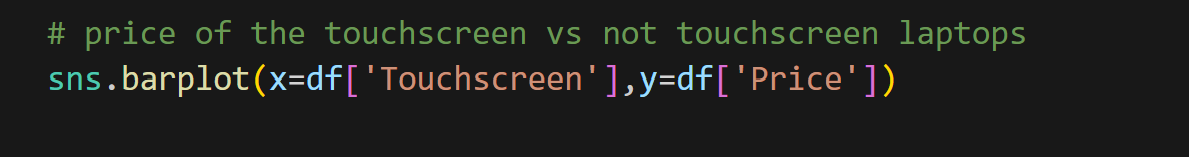 # price of the touchscreen vs not touchscreen laptops
sns.barplot(x=df['Touchscreen'],y=df['Price'])